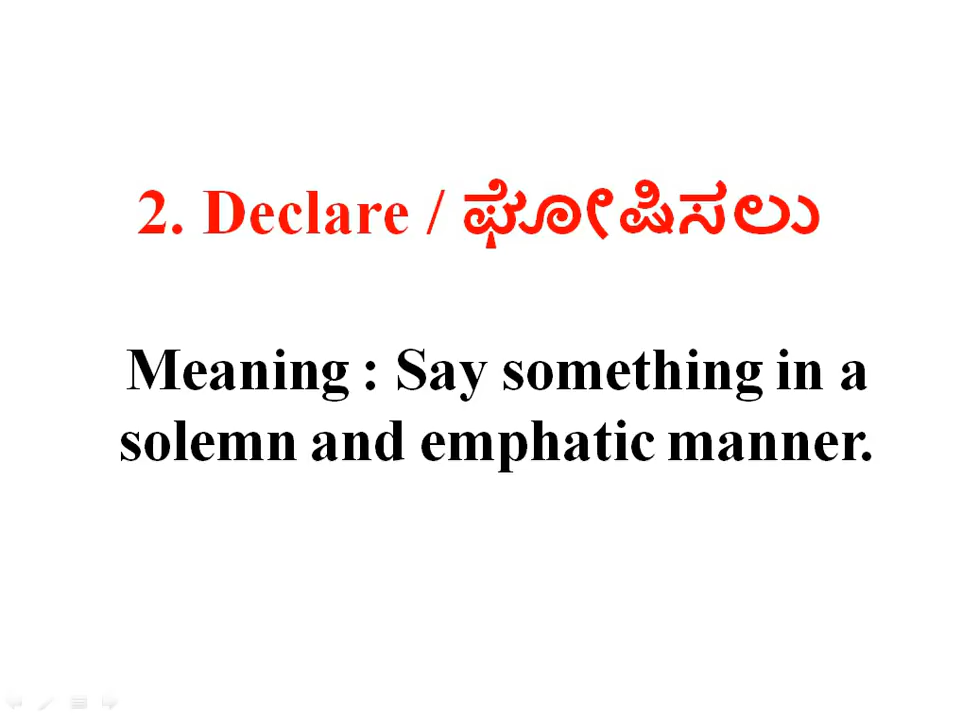 2. Declare / ಘೋಷಿಸಲು
Meaning : Say something in a
solemn and emphatic manner.